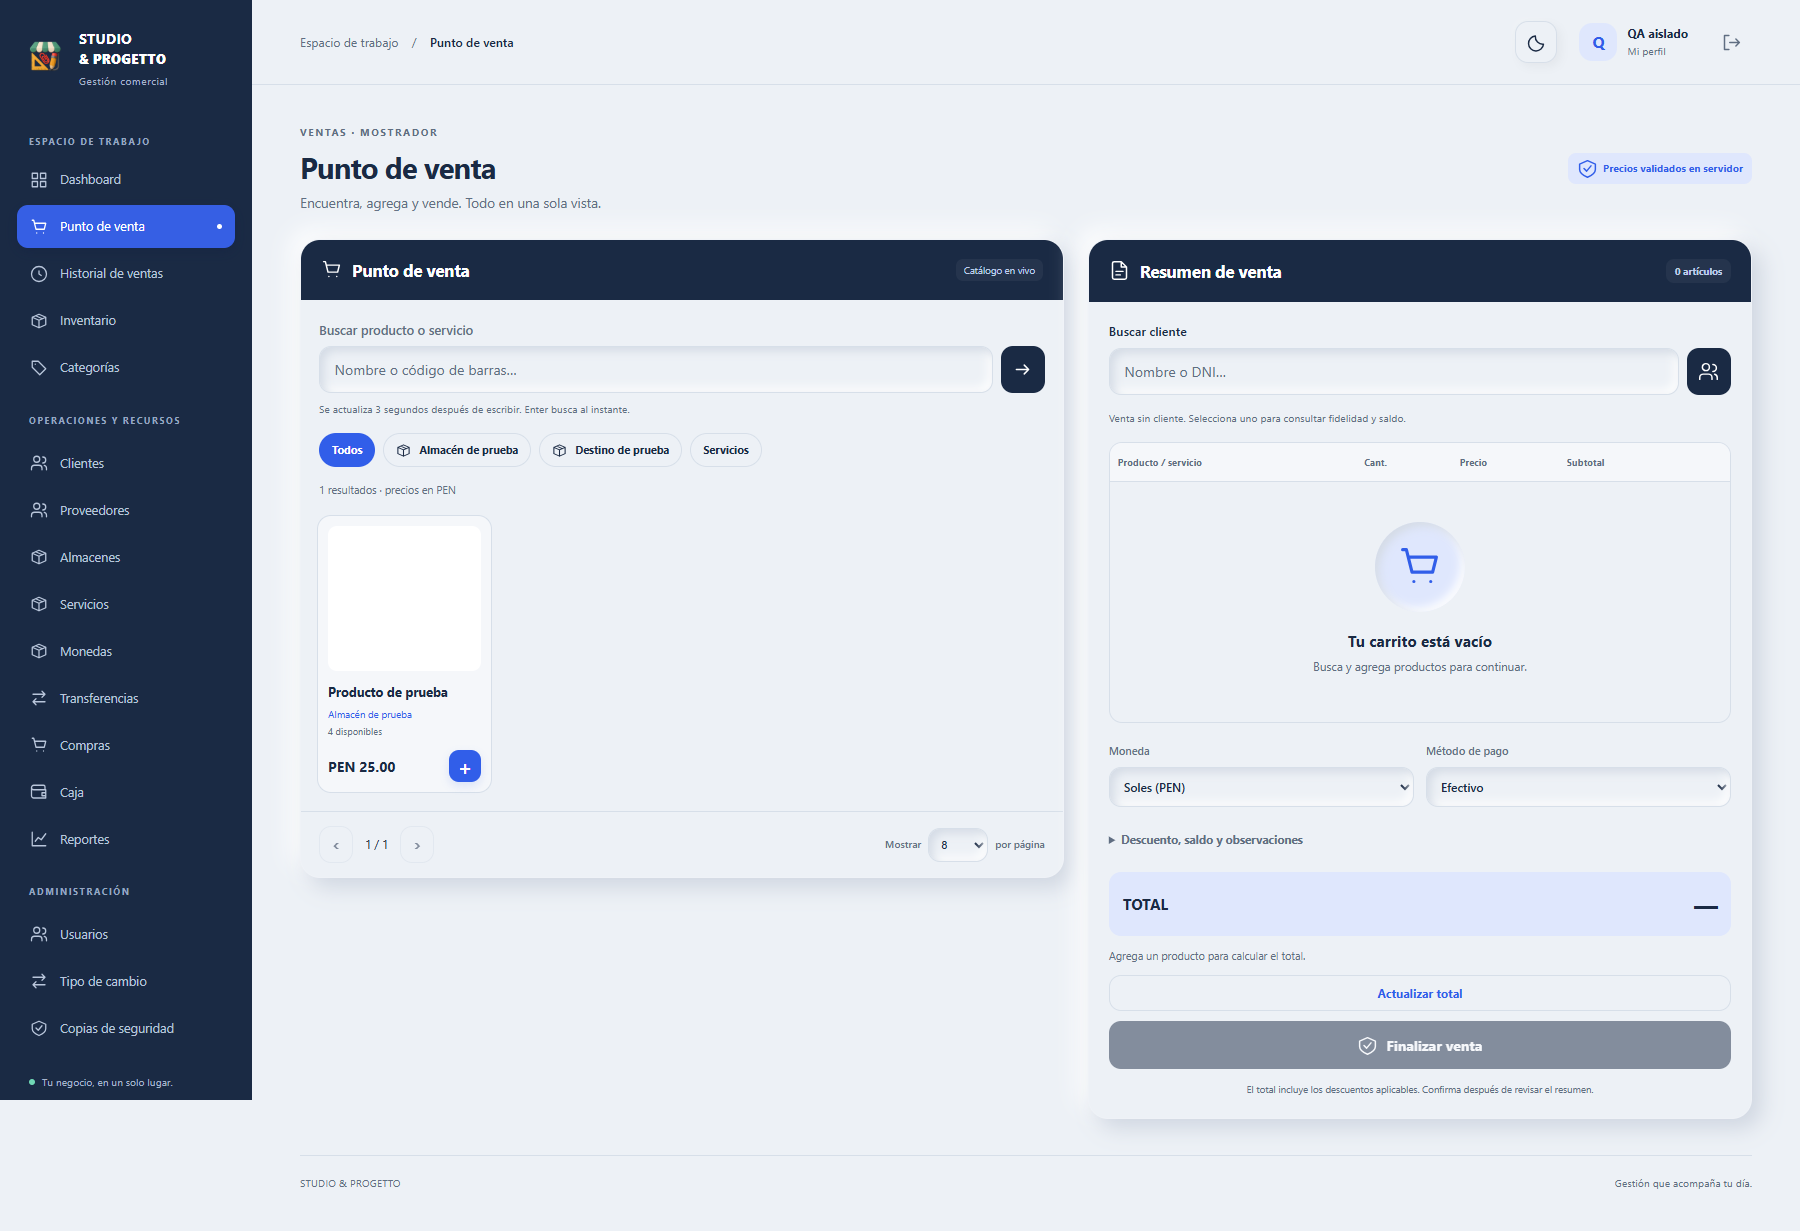 STUDIO
& PROGETTO
Gestión comercial
ESPACIO DE TRABAJO
Dashboard
Punto de venta
Historial de ventas
Inventario
Categorías
OPERACIONES Y RECURSOS
Clientes
Proveedores
Almacenes
Servicios
Monedas
Transferencias
Compras
Caja
Reportes
ADMINISTRACIÓN
Usuarios
Tipo de cambio
Copias de seguridad
Tu negocio, en un solo lugar.
Espacio de trabajo / Punto de venta
Q
QA aislado
Mi perfil
VENTAS · MOSTRADOR
Punto de venta
Encuentra, agrega y vende. Todo en una sola vista.
Precios validados en servidor
Punto de venta
Catálogo en vivo
Buscar producto o servicio
Nombre o código de barras...
Se actualiza 3 segundos después de escribir. Enter busca al instante.
Todos
Almacén de prueba
Destino de prueba
Servicios
1 resultados · precios en PEN
Producto de prueba
Almacén de prueba
4 disponibles
PEN 25.00
+
‹ 1 / 1 ›
Mostrar 8 por página
Resumen de venta
0 artículos
Buscar cliente
Nombre o DNI...
Venta sin cliente. Selecciona uno para consultar fidelidad y saldo.
Producto / servicio Cant. Precio Subtotal
Tu carrito está vacío
Busca y agrega productos para continuar.
Moneda
Soles (PEN)
Método de pago
Efectivo
Descuento, saldo y observaciones
TOTAL —
Agrega un producto para calcular el total.
Actualizar total
Finalizar venta
El total incluye los descuentos aplicables. Confirma después de revisar el resumen.
STUDIO & PROGETTO
Gestión que acompaña tu día.